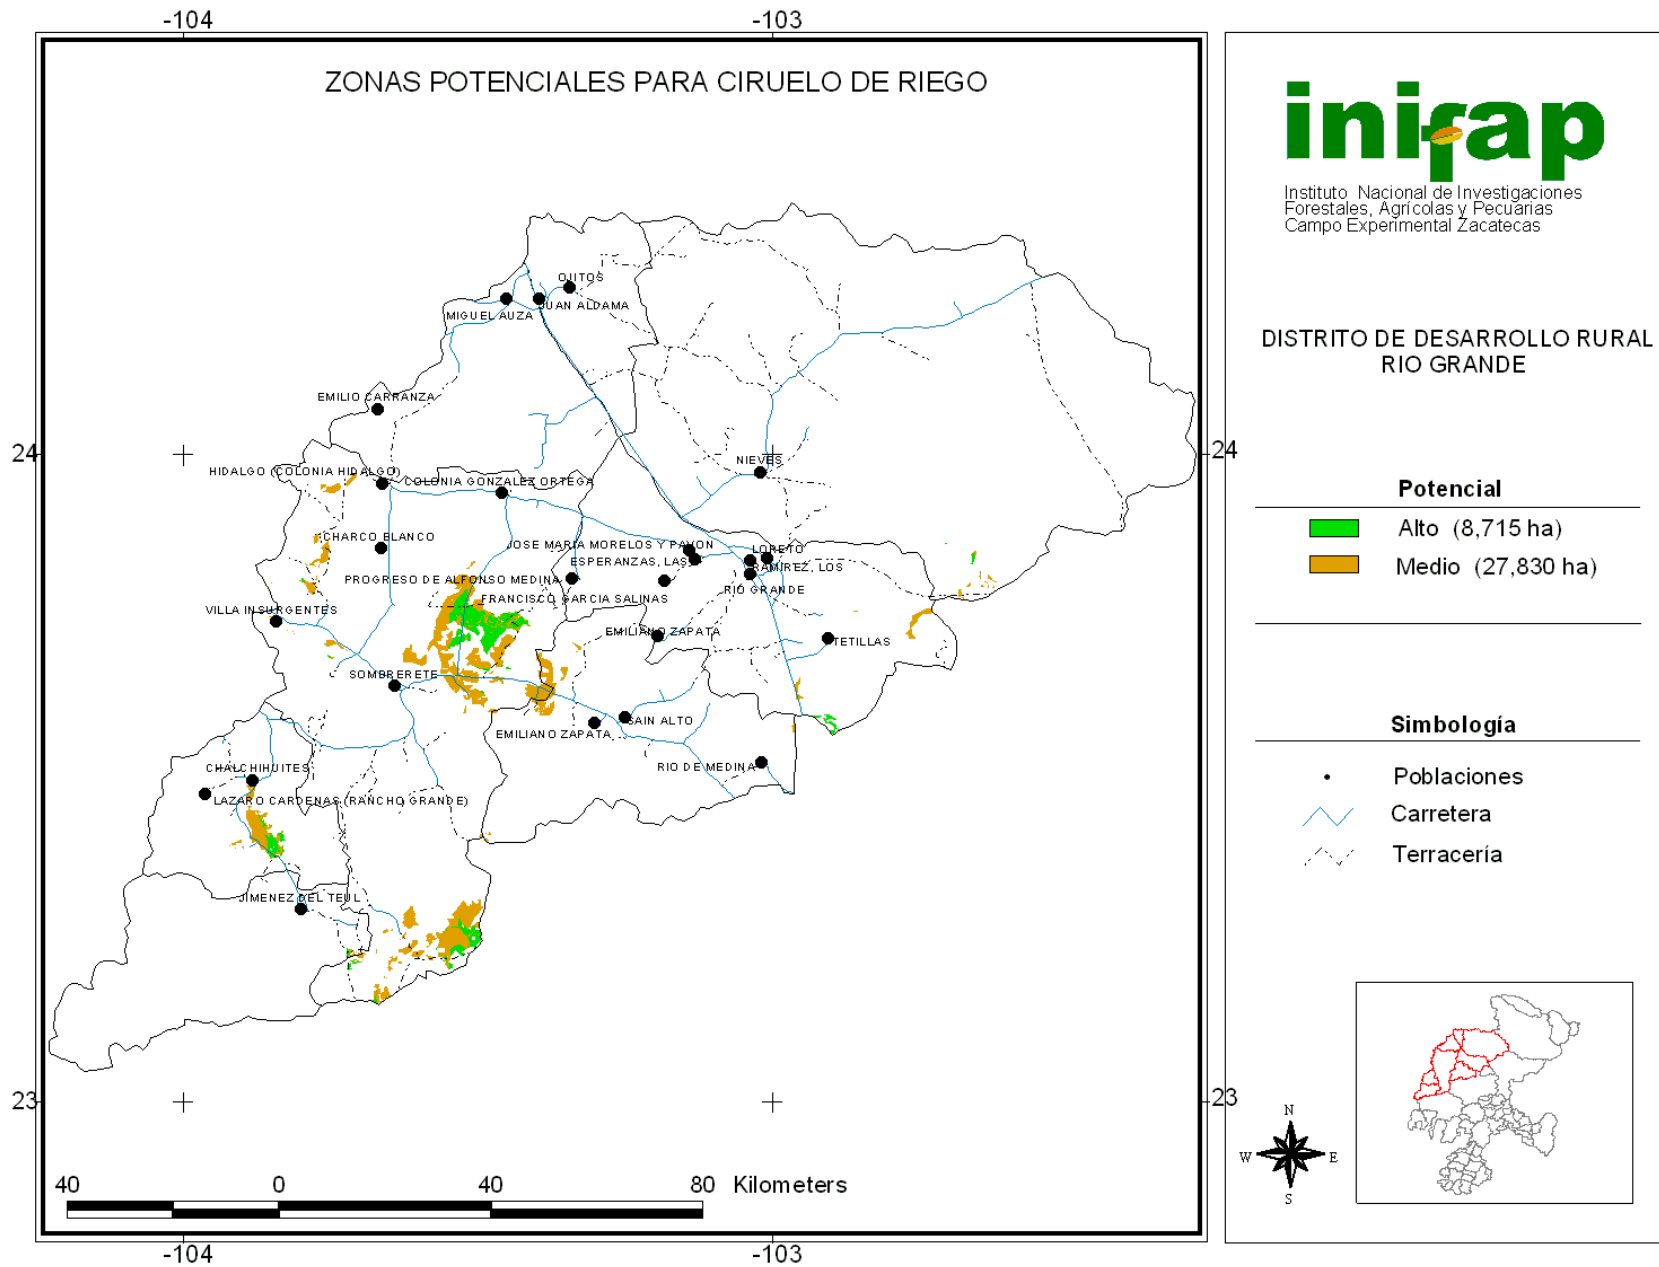 -104
-103
ZONAS POTENCIALES PARA CIRUELO DE RIEGO
OJITOS
JUAN ALDAMA
MIGUEL AUZA
EMILIO CARRANZA
24
24
NIEVES
HIDALGO (COLONIA HIDALGO)
COLONIA GONZALEZ ORTEGA
CHARCO BLANCO
JOSE MARIA MORELOS Y PAVON
LORETO
ESPERANZAS, LAS
RAMIREZ, LOS
PROGRESO DE ALFONSO MEDINA
RIO GRANDE
FRANCISCO GARCIA SALINAS
VILLA INSURGENTES
EMILIANO ZAPATA
TETILLAS
SOMBRERETE
SAIN ALTO
EMILIANO ZAPATA
RIO DE MEDINA
CHALCHIHUITES
LAZARO CARDENAS (RANCHO GRANDE)
JIMENEZ DEL TEUL
23
23
40 0 40 80 Kilometers
-104
-103
inifap
Instituto Nacional de Investigaciones
Forestales, Agrícolas y Pecuarias
Campo Experimental Zacatecas
DISTRITO DE DESARROLLO RURAL
RIO GRANDE
Potencial
Alto (8,715 ha)
Medio (27,830 ha)
Simbología
Poblaciones
Carretera
Terracería
N
W E
S